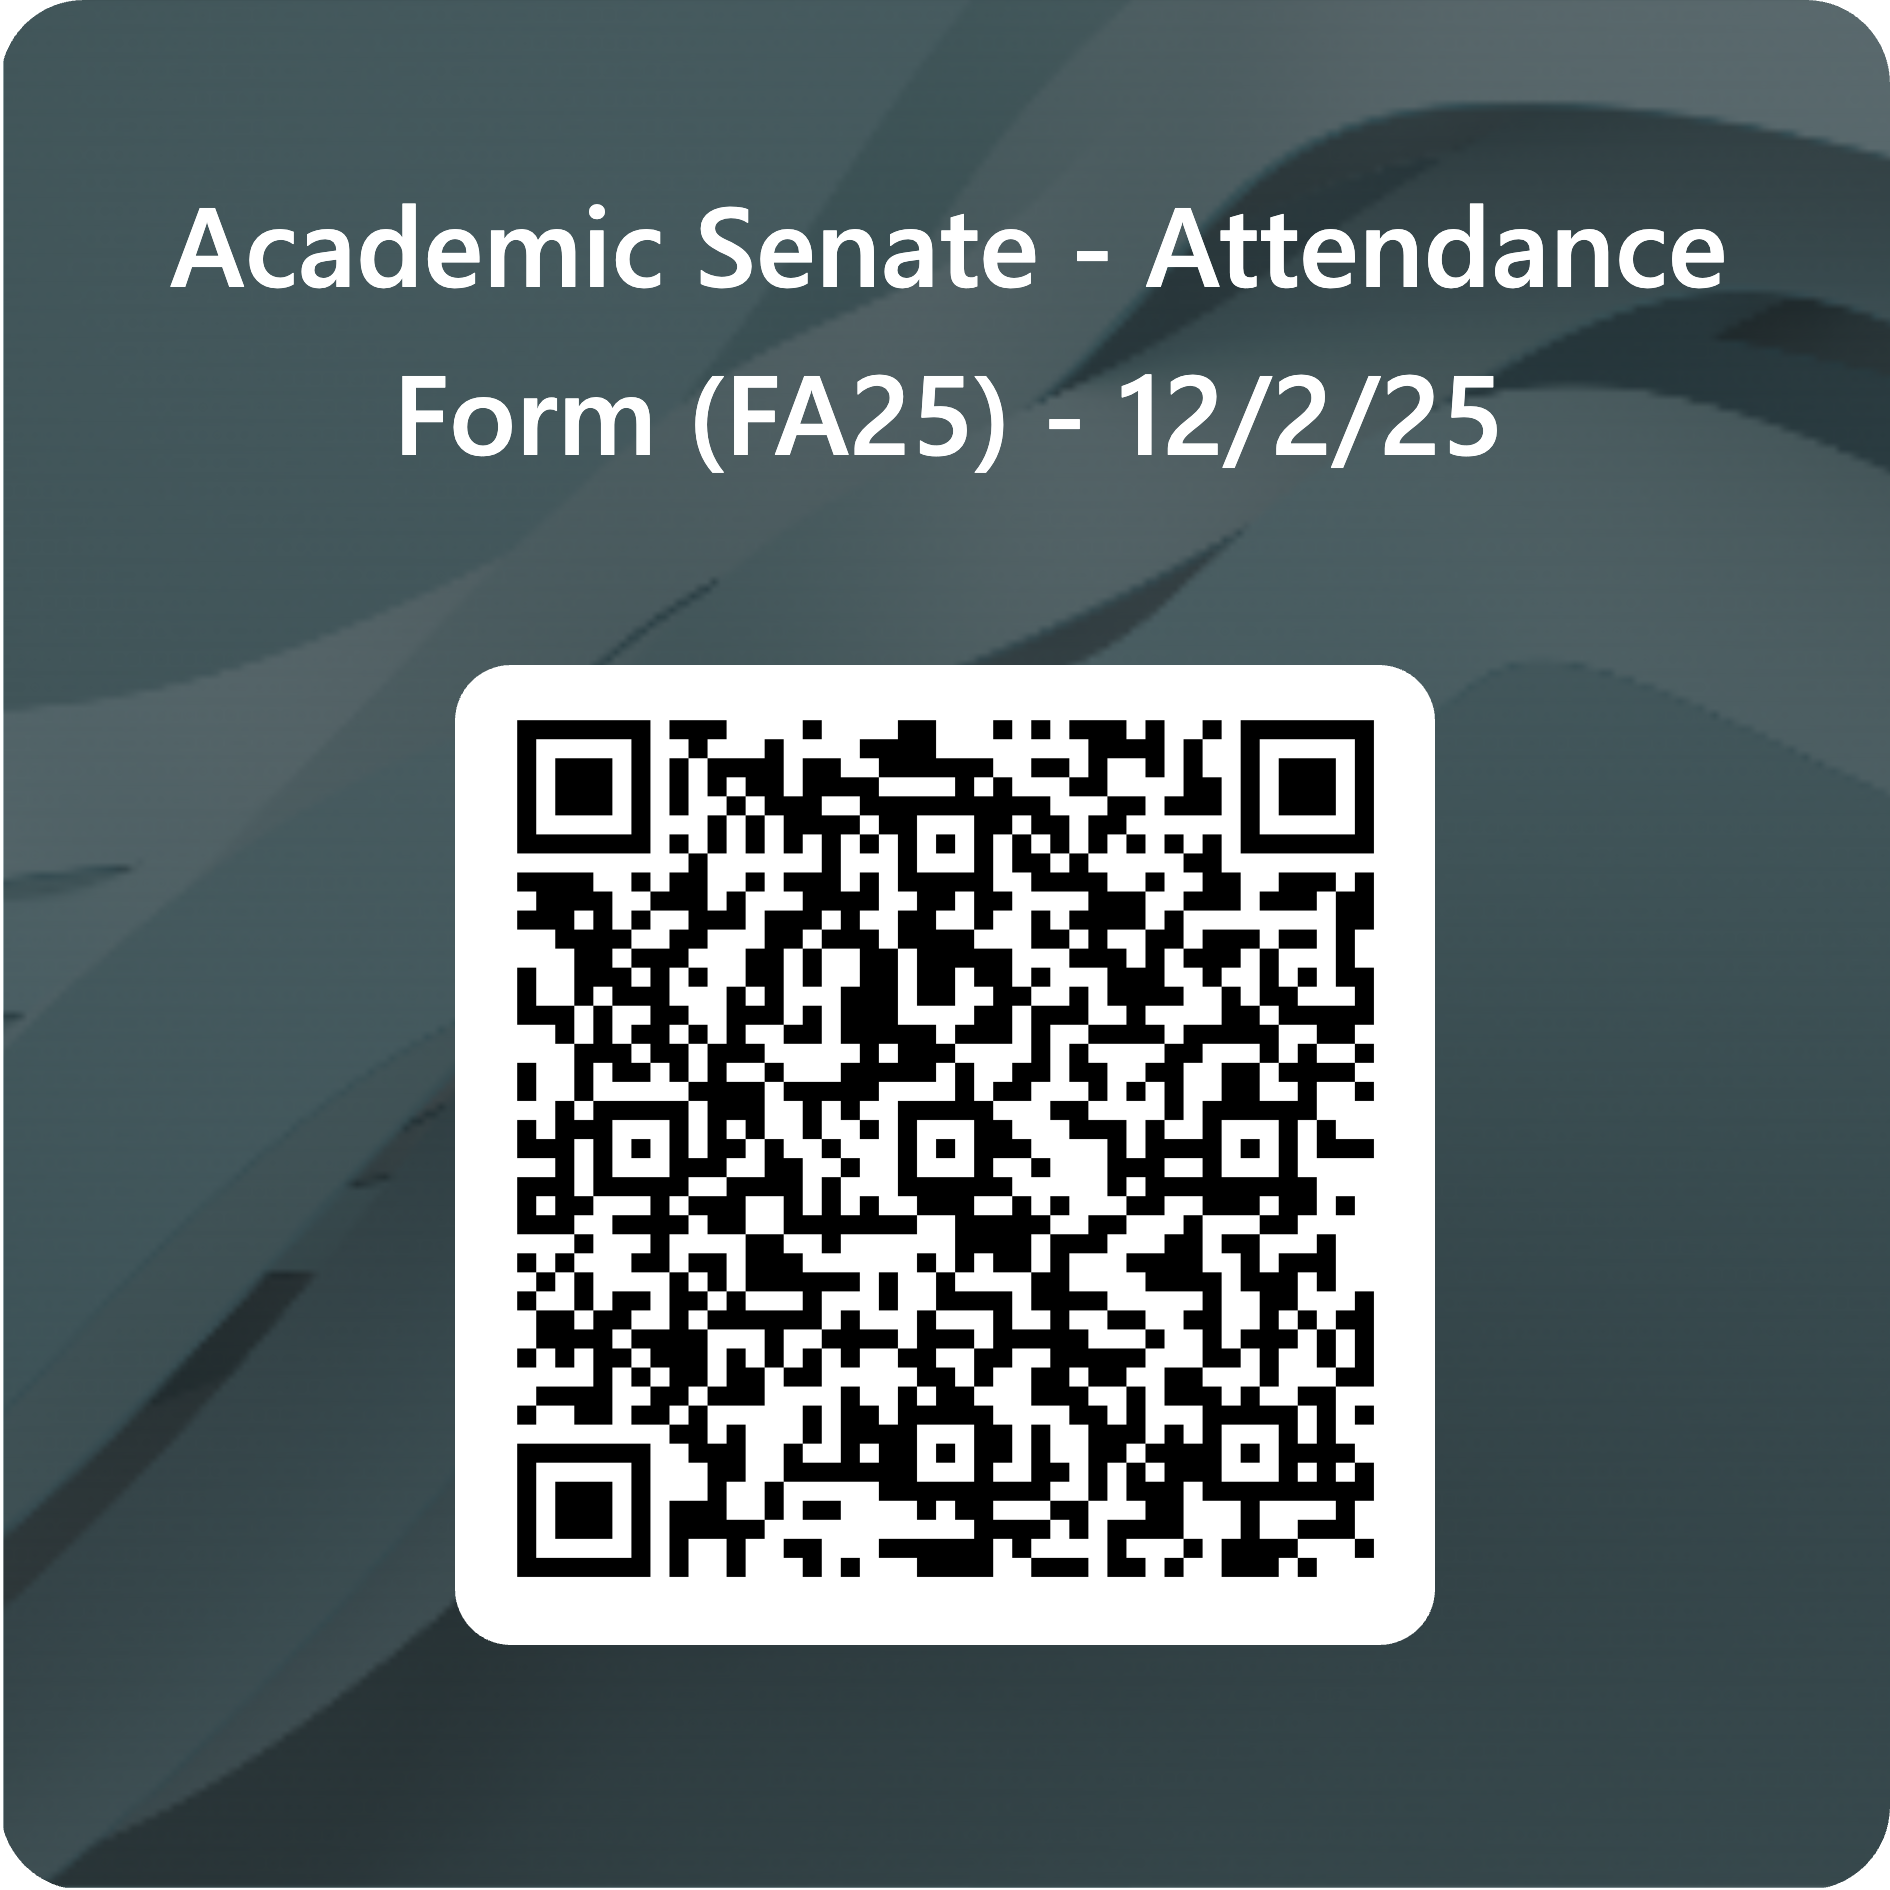 Academic Senate - Attendance
Form (FA25) - 12/2/25